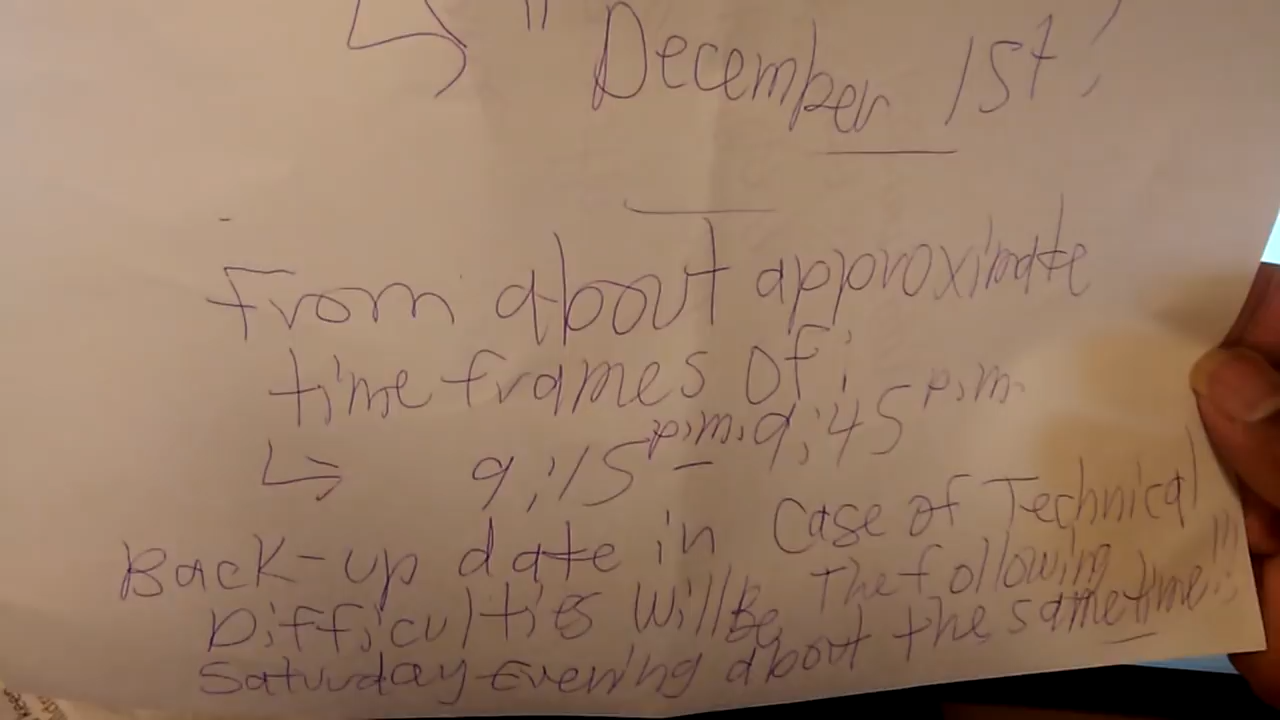 " December 1st!
From about approximate
time frames of:
9:15 p.m. - 9:45 p.m.
Back-up date in Case of Technical
Difficulties Will Be The following
Saturday Evening about the same time!!!